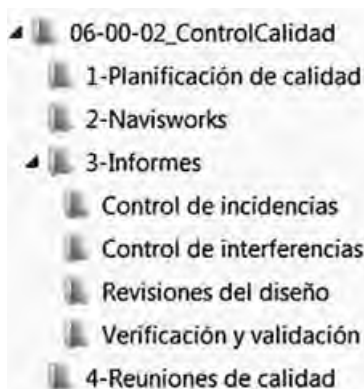 06-00-02_ControlCalidad
1-Planificación de calidad
2-Navisworks
3-Informes
Control de incidencias
Control de interferencias
Revisiones del diseño
Verificación y validación
4-Reuniones de calidad